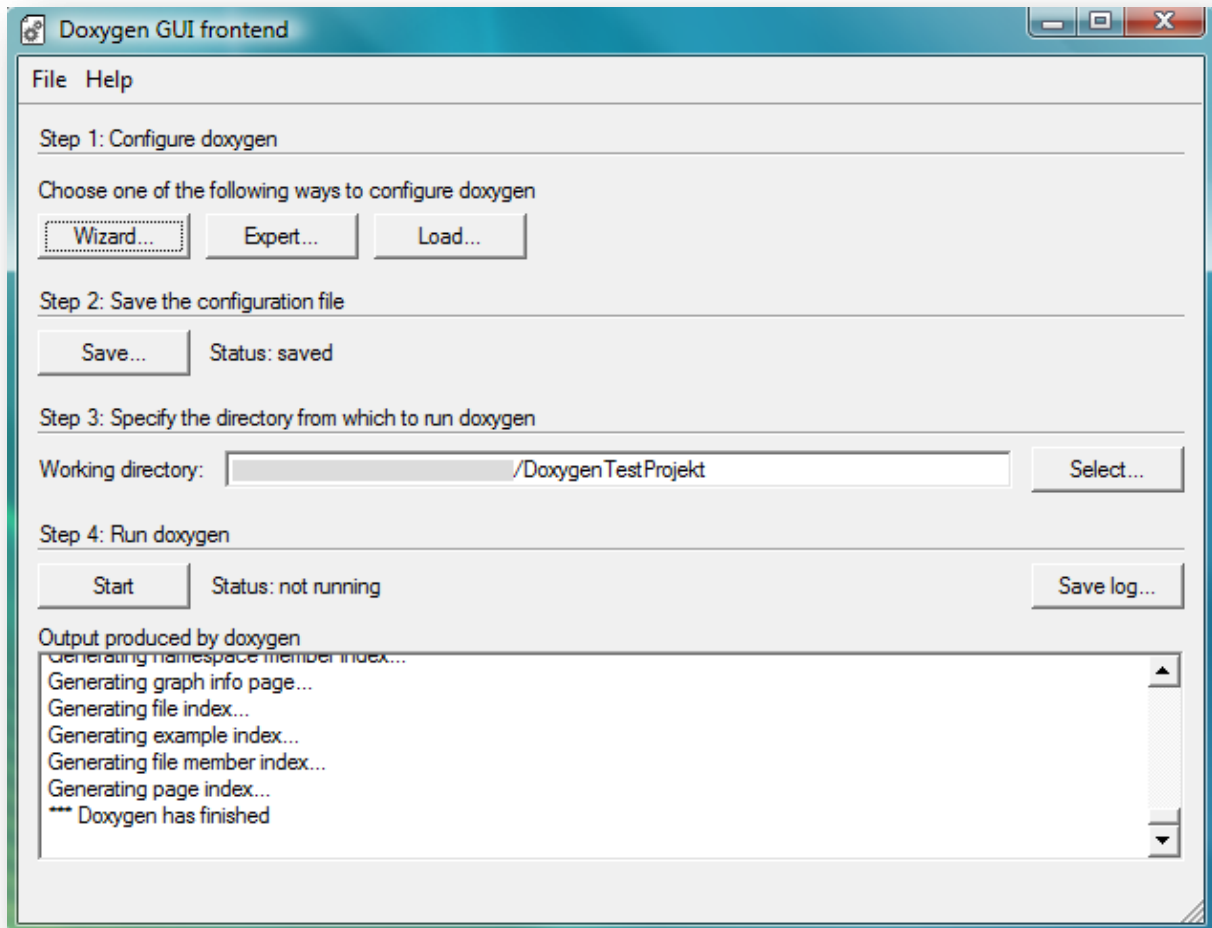 Doxygen GUI frontend
File Help
Step 1: Configure doxygen
Choose one of the following ways to configure doxygen
Wizard... Expert... Load...
Step 2: Save the configuration file
Save... Status: saved
Step 3: Specify the directory from which to run doxygen
Working directory: /DoxygenTestProjekt Select...
Step 4: Run doxygen
Start Status: not running Save log...
Output produced by doxygen
Generating namespace member index...
Generating graph info page...
Generating file index...
Generating example index...
Generating file member index...
Generating page index...
*** Doxygen has finished